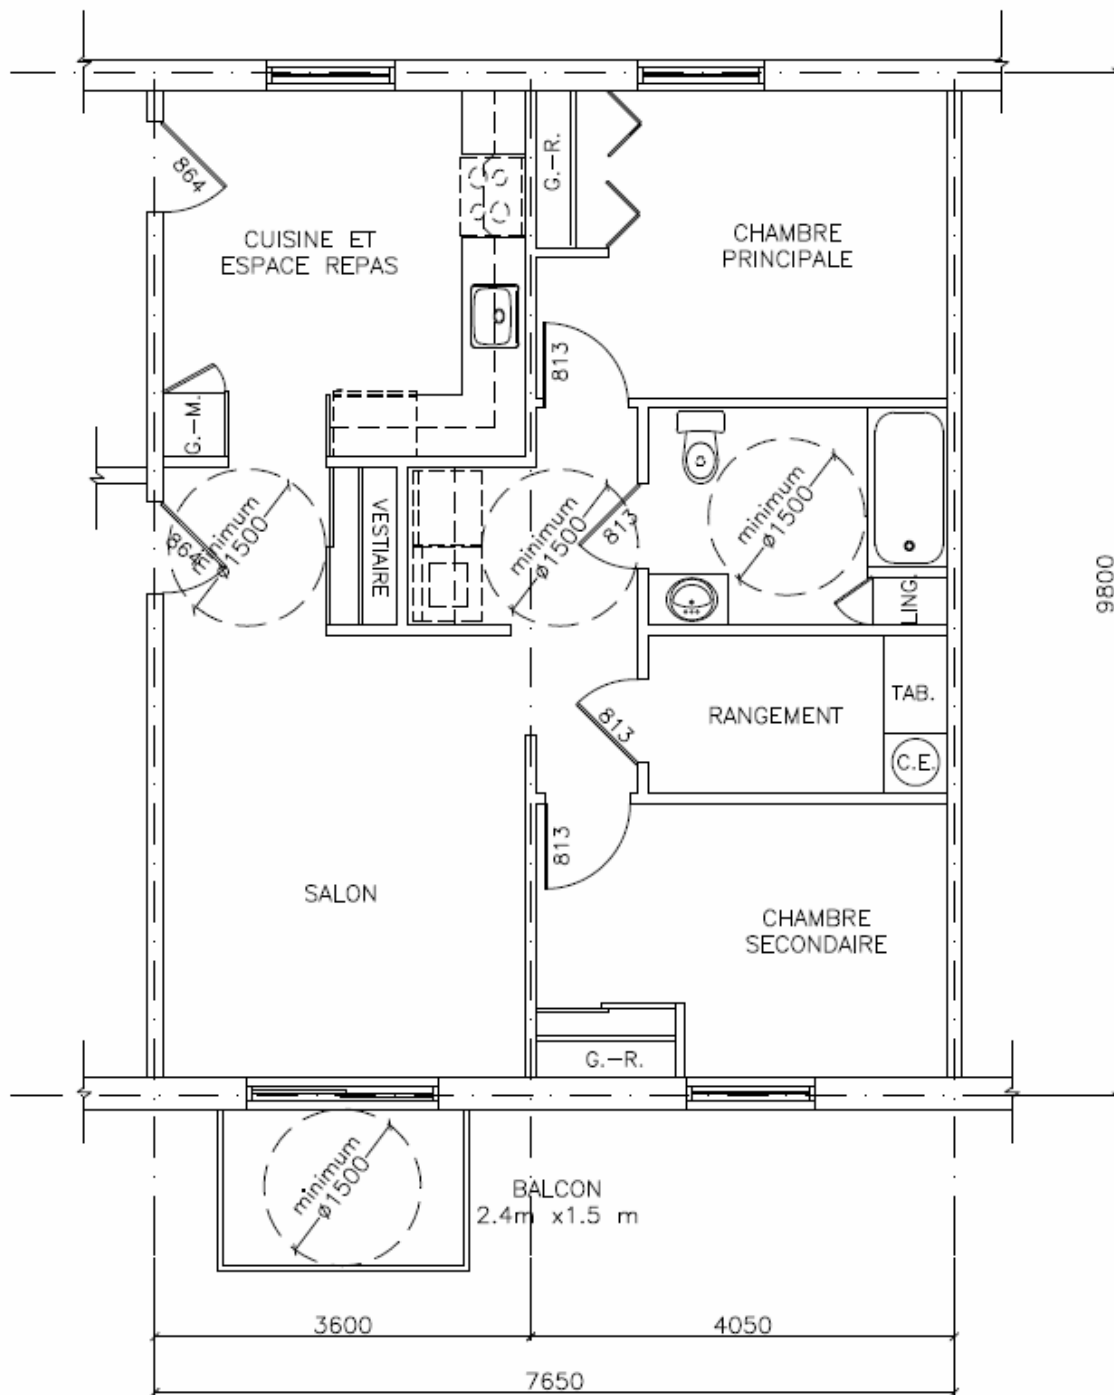 864
CUISINE ET
ESPACE REPAS
G.-R.
CHAMBRE
PRINCIPALE
813
G.-M.
VESTIAIRE
864
minimum
ø1500
minimum
ø1500
813
minimum
ø1500
LING.
9800
813
RANGEMENT
TAB.
C.E.
813
SALON
CHAMBRE
SECONDAIRE
G.-R.
minimum
ø1500
BALCON
2.4m x1.5 m
3600
4050
7650